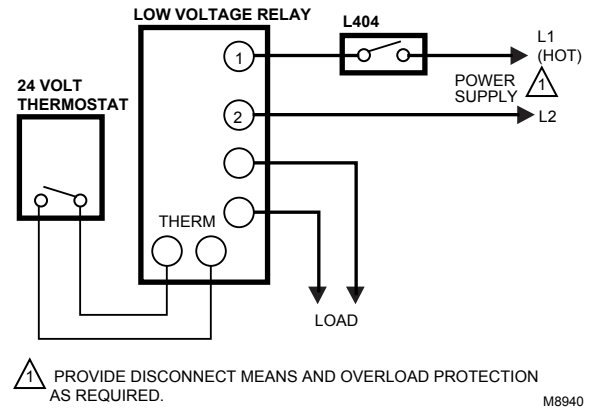 LOW VOLTAGE RELAY
L404
L1
(HOT)
1
POWER
SUPPLY
1
24 VOLT
THERMOSTAT
2
L2
THERM
LOAD
1 PROVIDE DISCONNECT MEANS AND OVERLOAD PROTECTION
AS REQUIRED.
M8940